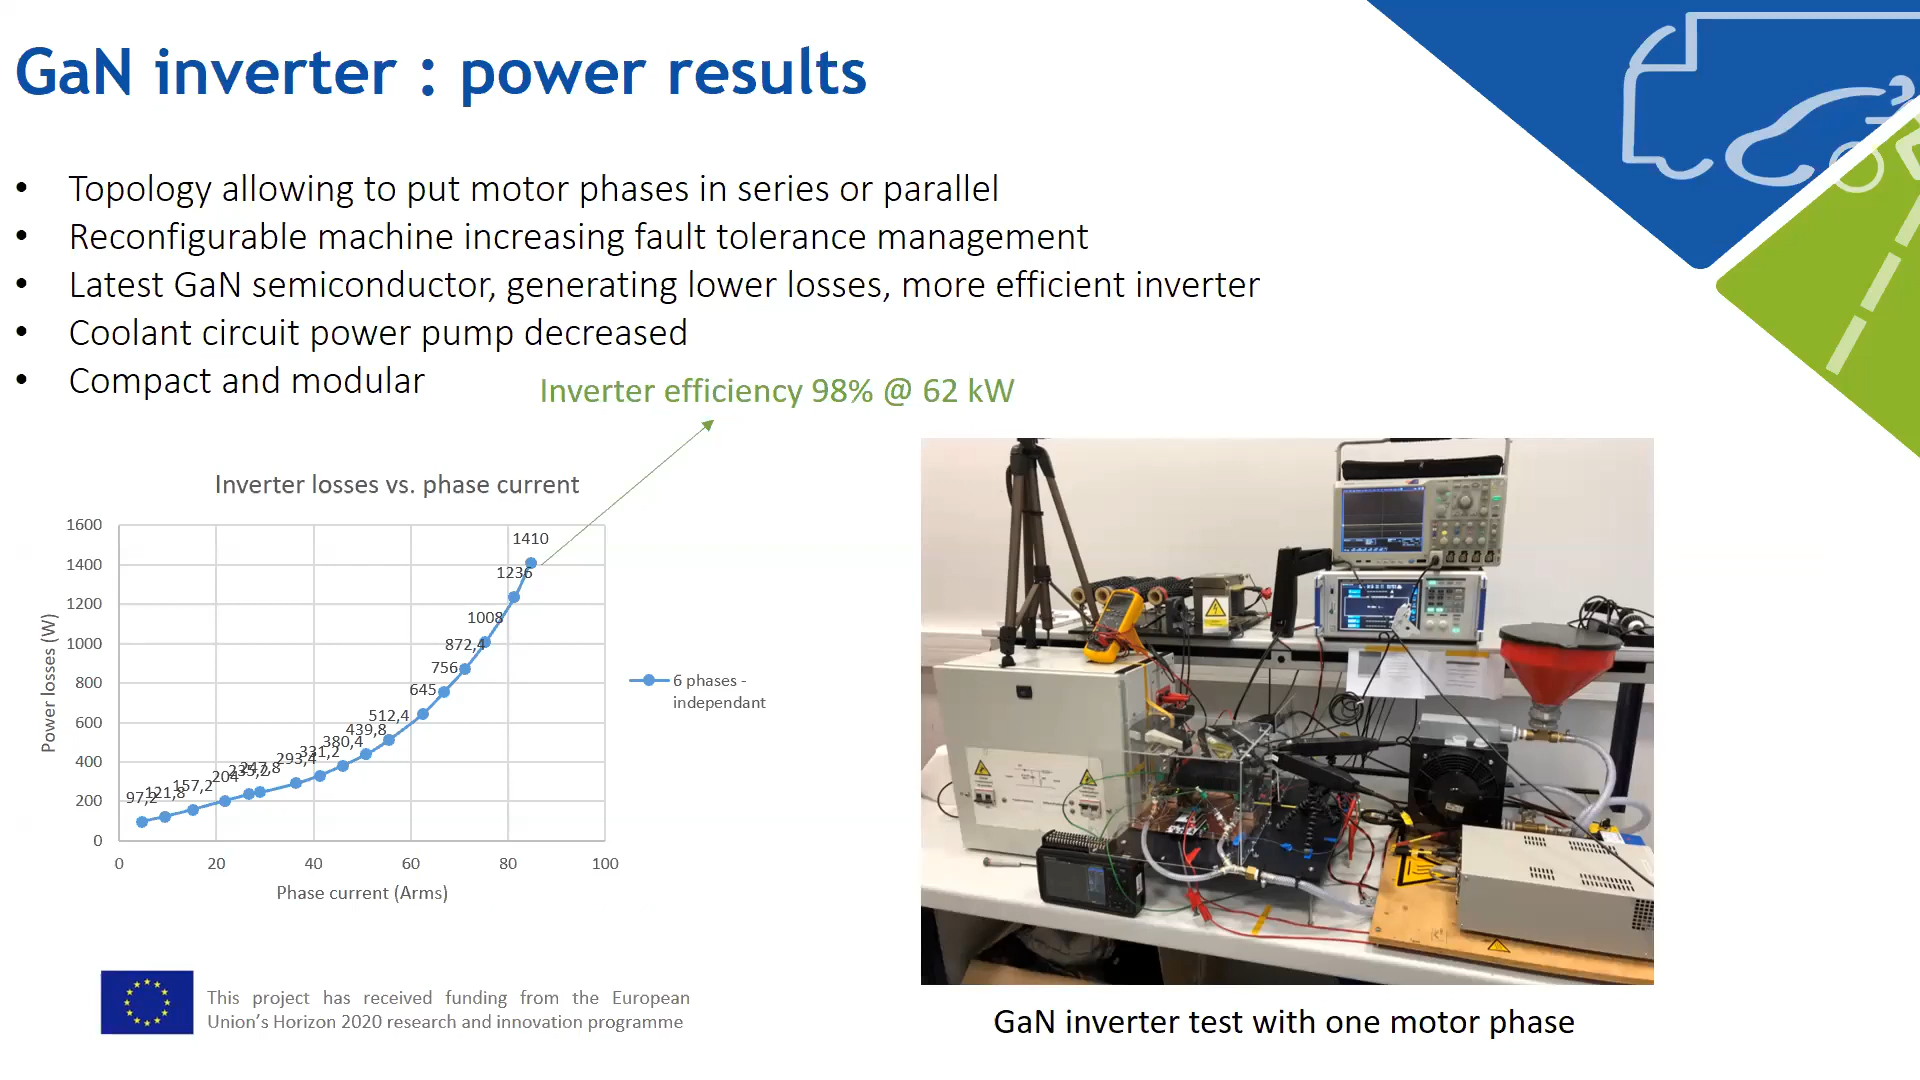 GaN inverter : power results
• Topology allowing to put motor phases in series or parallel
• Reconfigurable machine increasing fault tolerance management
• Latest GaN semiconductor, generating lower losses, more efficient inverter
• Coolant circuit power pump decreased
• Compact and modular
Inverter efficiency 98% @ 62 kW
Inverter losses vs. phase current
Power losses (W)
1600
1400
1200
1000
800
600
400
200
0
97,2
121,8
157,2
204
235,2
247,8
293,4
331,2
380,4
439,8
512,4
645
756
872,4
1008
1236
1410
0 20 40 60 80 100
Phase current (Arms)
6 phases -
independant
This project has received funding from the European
Union's Horizon 2020 research and innovation programme
GaN inverter test with one motor phase